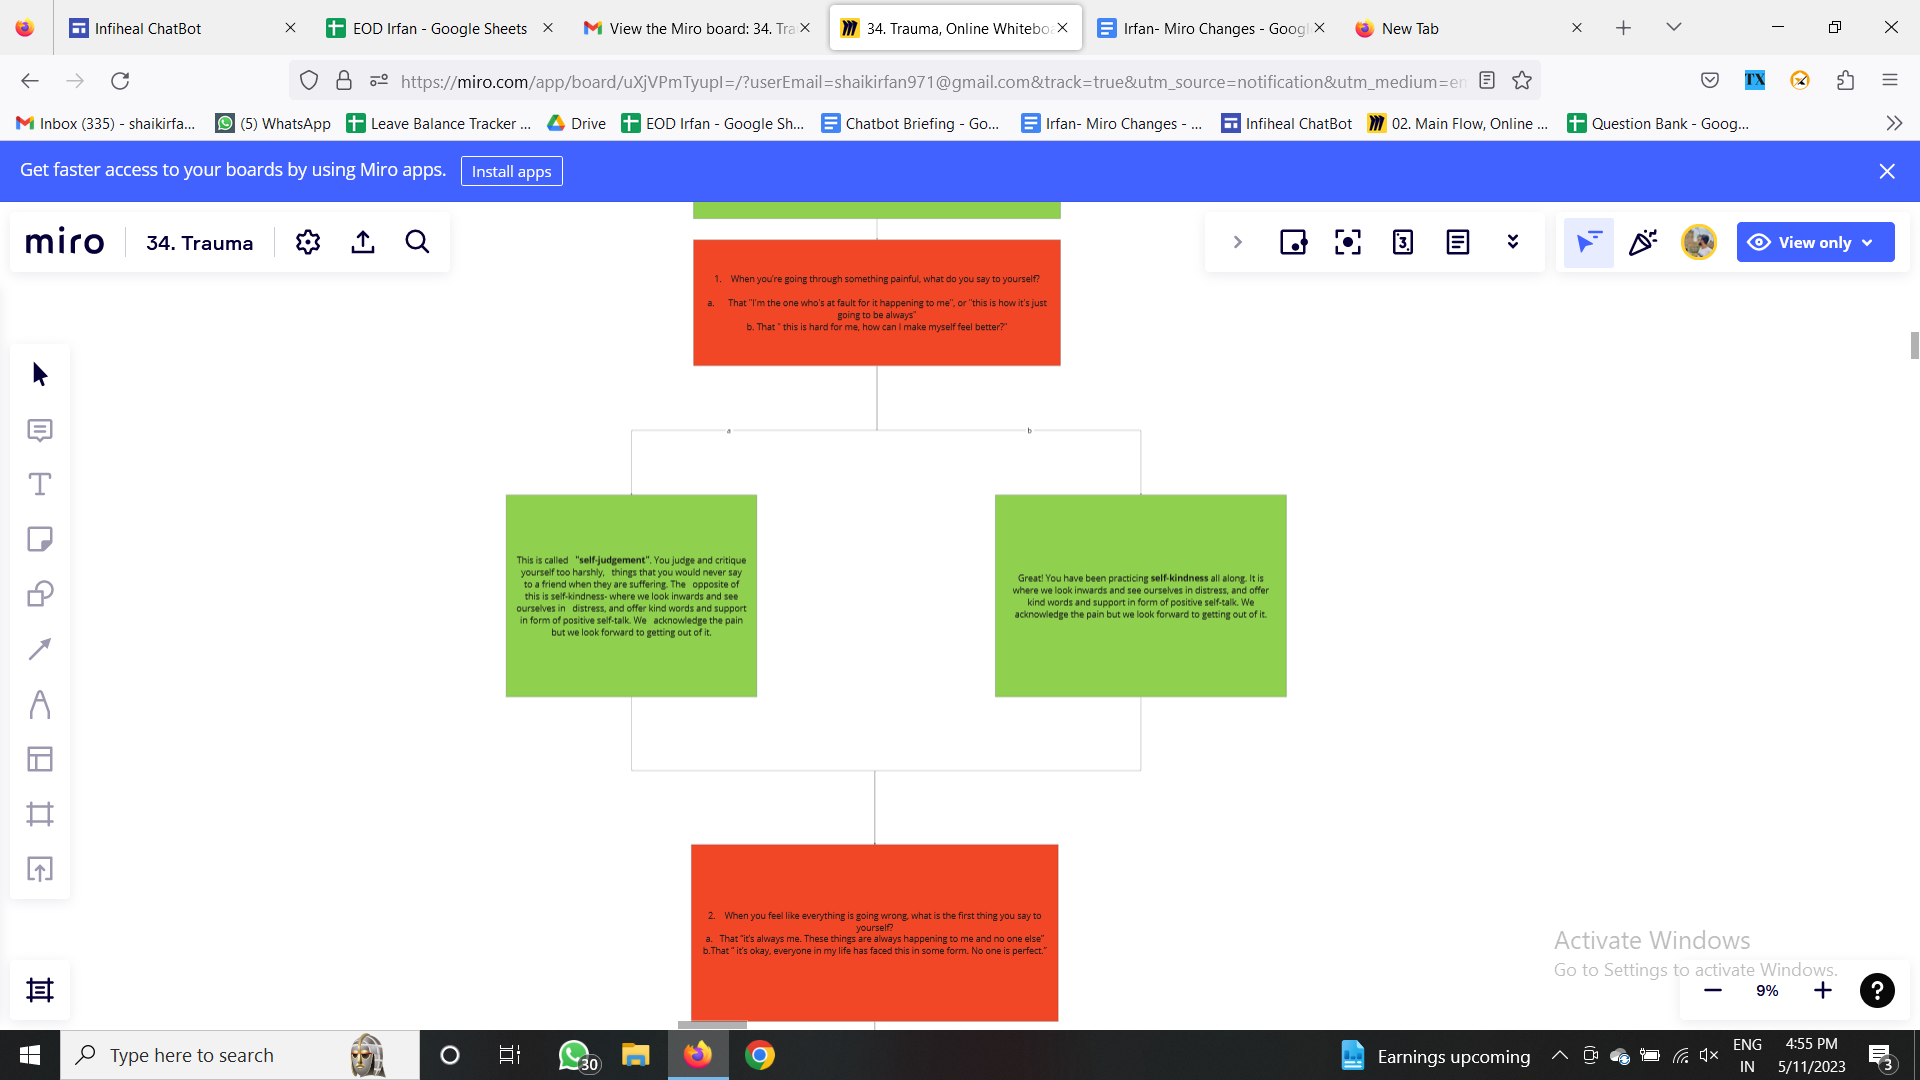 Infiheal ChatBot
EOD Irfan - Google Sheets
View the Miro board: 34. Tra
34. Trauma, Online Whiteboa
Irfan- Miro Changes - Googl
New Tab
https://miro.com/app/board/uXjVPmTyupI=/?userEmail=shaikirfan971@gmail.com&track=true&utm_source=notification&utm_medium=em
TX
Inbox (335) - shaikirfa...
(5) WhatsApp
Leave Balance Tracker ...
Drive
EOD Irfan - Google Sh...
Chatbot Briefing - Go...
Irfan- Miro Changes - ...
Infiheal ChatBot
02. Main Flow, Online ...
Question Bank - Goog...
Get faster access to your boards by using Miro apps.
Install apps
miro
34. Trauma
3
View only
1. When you're going through something painful, what do you say to yourself?
a. That "I'm the one who's at fault for it happening to me", or "this is how it's just
going to be always"
b. That " this is hard for me, how can I make myself feel better?"
a
b
This is called "self-judgement". You judge and critique
yourself too harshly, things that you would never say
to a friend when they are suffering. The opposite of
this is self-kindness- where we look inwards and see
ourselves in distress, and offer kind words and support
in form of positive self-talk. We acknowledge the pain
but we look forward to getting out of it.
Great! You have been practicing self-kindness all along. It is
where we look inwards and see ourselves in distress, and offer
kind words and support in form of positive self-talk. We
acknowledge the pain but we look forward to getting out of it.
2. When you feel like everything is going wrong, what is the first thing you say to
yourself?
a. That "it's always me. These things are always happening to me and no one else"
b.That " it's okay, everyone in my life has faced this in some form. No one is perfect."
Activate Windows
Go to Settings to activate Windows.
9%
?
Type here to search
30
Earnings upcoming
ENG
IN
4:55 PM
5/11/2023
3